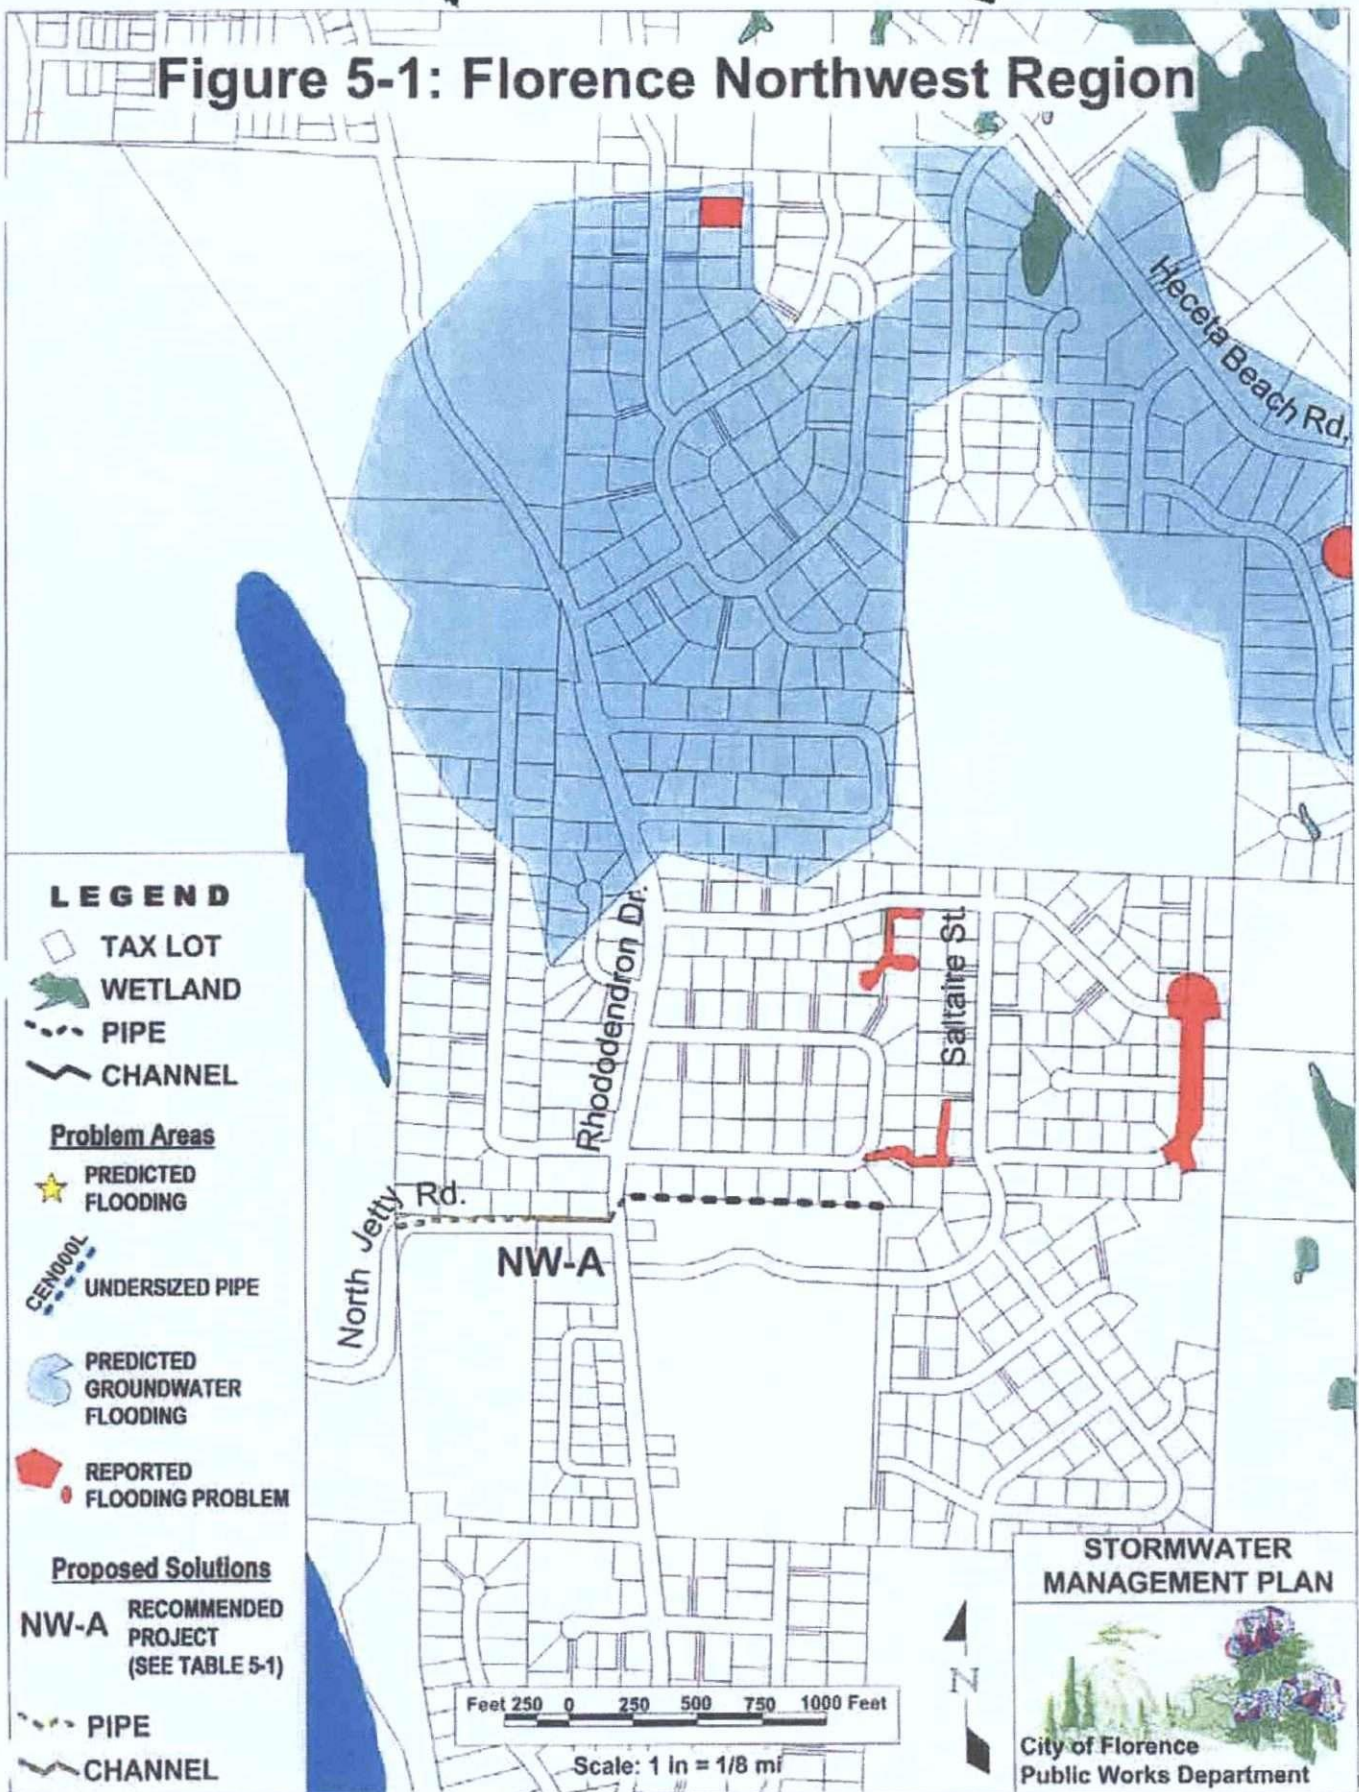 Figure 5-1: Florence Northwest Region
Heceta Beach Rd.
Rhododendron Dr.
Saltaire St.
North Jetty Rd.
NW-A
LEGEND
TAX LOT
WETLAND
PIPE
CHANNEL
Problem Areas
PREDICTED
FLOODING
CEN000L
UNDERSIZED PIPE
PREDICTED
GROUNDWATER
FLOODING
REPORTED
FLOODING PROBLEM
Proposed Solutions
NW-A
RECOMMENDED
PROJECT
(SEE TABLE 5-1)
PIPE
CHANNEL
Feet 250 0 250 500 750 1000 Feet
Scale: 1 in = 1/8 mi
N
STORMWATER
MANAGEMENT PLAN
City of Florence
Public Works Department